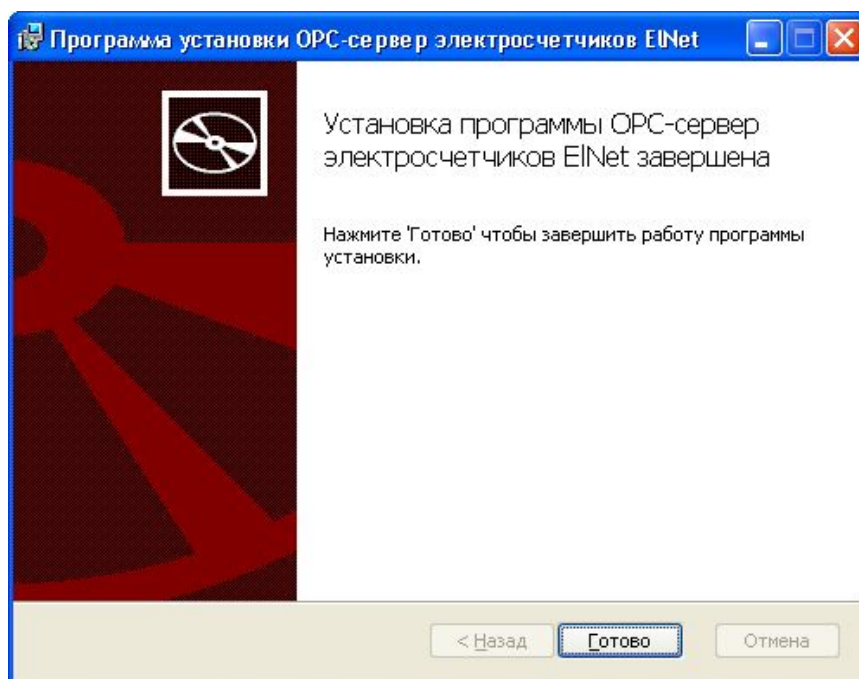 Программа установки OPC-сервер электросчетчиков ElNet
Установка программы OPC-сервер
электросчетчиков ElNet завершена
Нажмите 'Готово' чтобы завершить работу программы
установки.
< Назад
Готово
Отмена